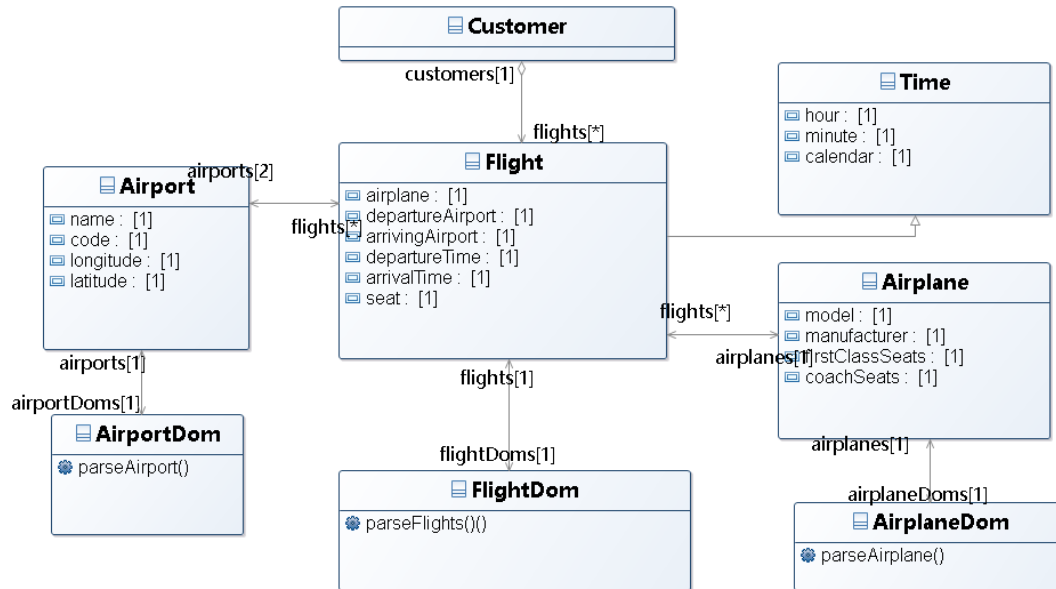 Customer
customers[1]
flights[*]
Time
hour : [1]
minute : [1]
calendar : [1]
Flight
airplane : [1]
departureAirport : [1]
arrivingAirport : [1]
departureTime : [1]
arrivalTime : [1]
seat : [1]
airports[2]
flights[*]
Airport
name : [1]
code : [1]
longitude : [1]
latitude : [1]
Airplane
model : [1]
manufacturer : [1]
firstClassSeats : [1]
coachSeats : [1]
flights[*]
airplanes[1]
airports[1]
airportDoms[1]
AirportDom
parseAirport()
flights[1]
flightDoms[1]
FlightDom
parseFlights()()
airplanes[1]
airplaneDoms[1]
AirplaneDom
parseAirplane()